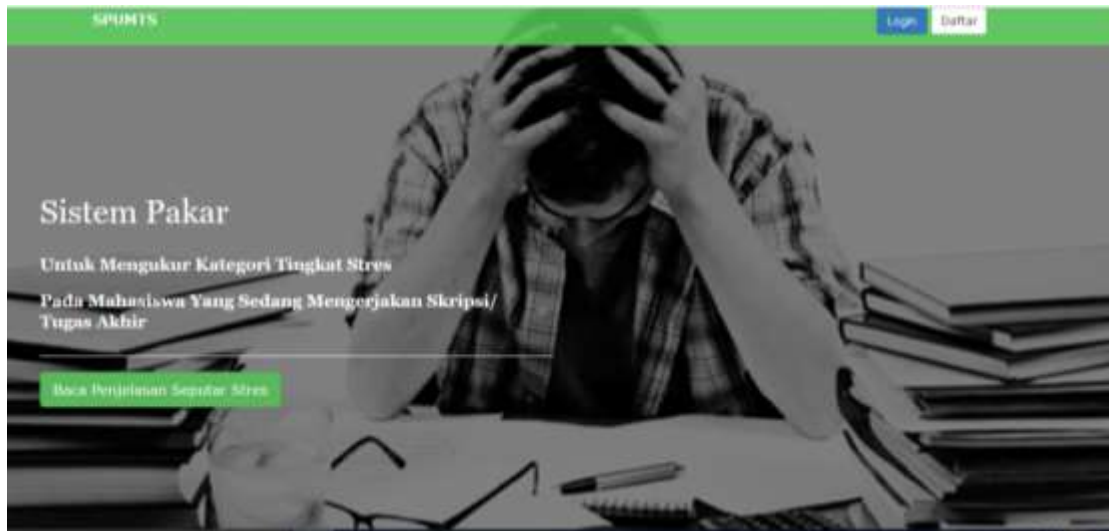 SPUMTS
Login
Daftar
Sistem Pakar
Untuk Mengukur Kategori Tingkat Stres
Pada Mahasiswa Yang Sedang Mengerjakan Skripsi/
Tugas Akhir
Baca Penjelasan Seputar Stres